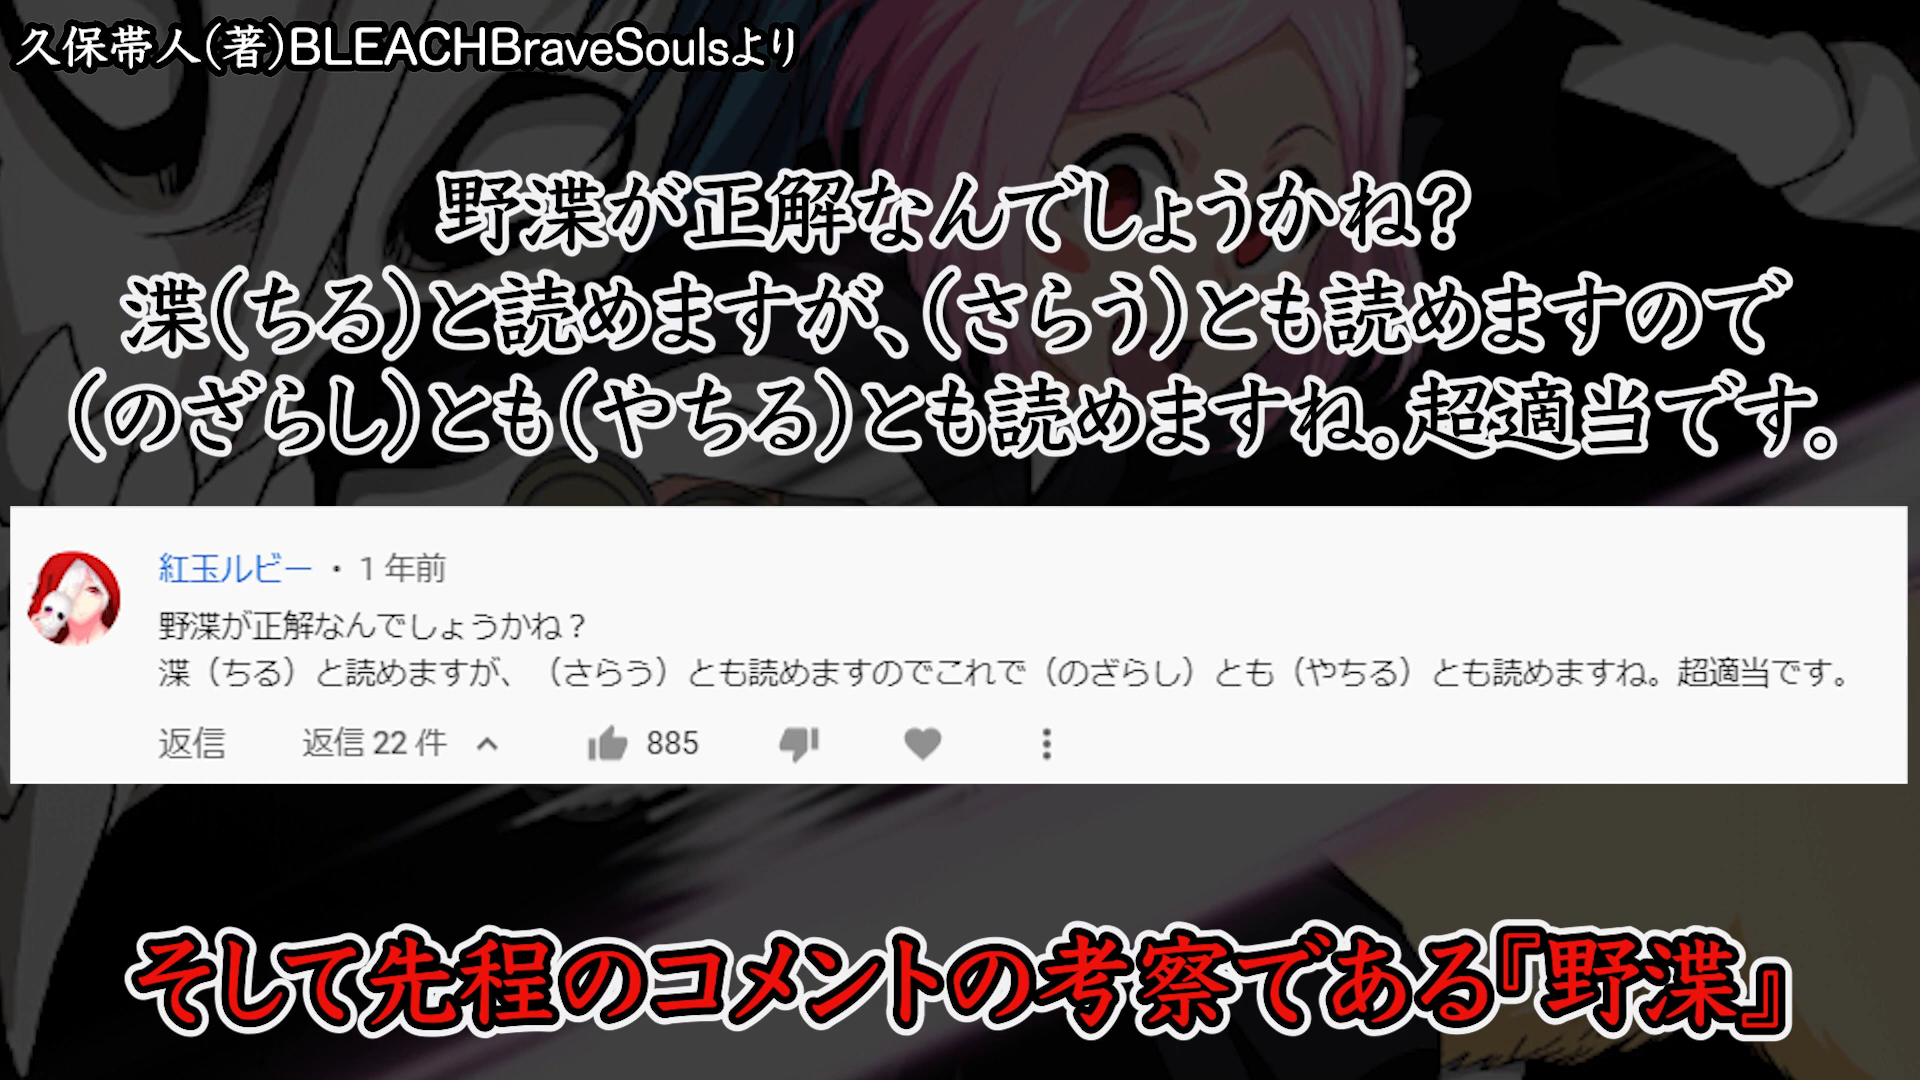 久保帯人(著)BLEACHBraveSoulsより
野渫が正解なんでしょうかね?
渫(ちる)と読めますが、(さらう)とも読めますので
(のざらし)とも(やちる)とも読めますね。超適当です。
紅玉ルビー・1 年前
野渫が正解なんでしょうかね?
渫（ちる）と読めますが、（さらう）とも読めますのでこれで（のざらし）とも（やちる）とも読めますね。超適当です。
返信 返信 22 件 885
そして先程のコメントの考察である『野渫』